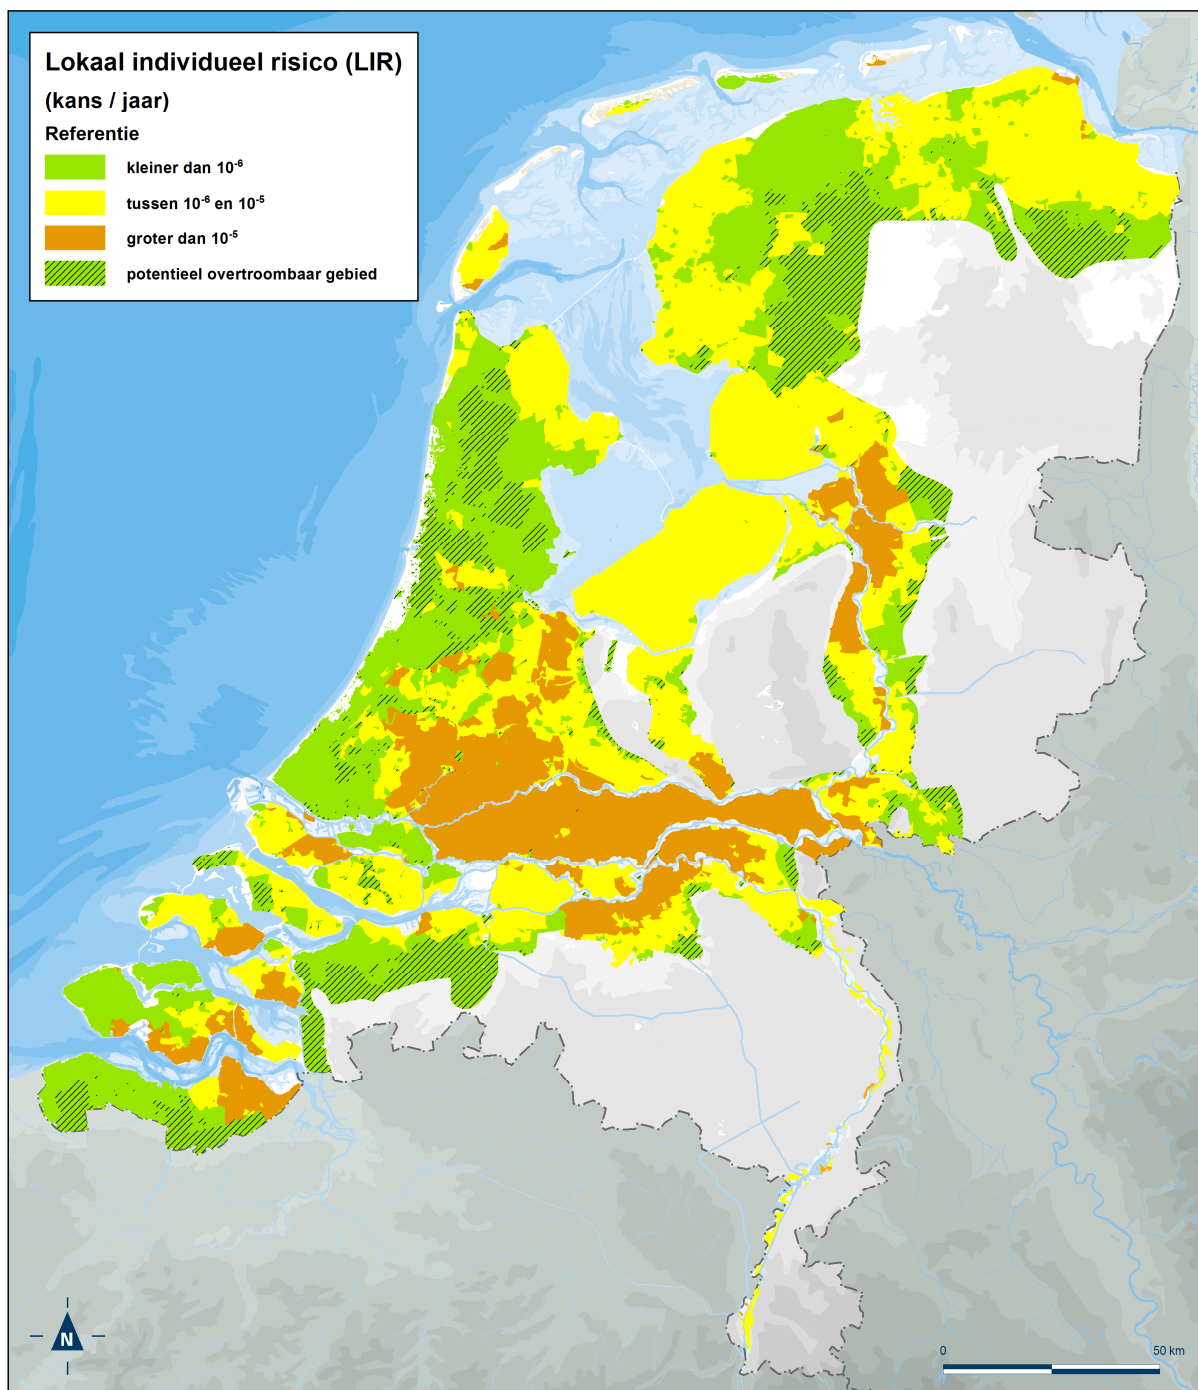 Lokaal individueel risico (LIR)
(kans / jaar)
Referentie
kleiner dan 10⁻⁶
tussen 10⁻⁶ en 10⁻⁵
groter dan 10⁻⁵
potentieel overtroombaar gebied
N
0 50 km